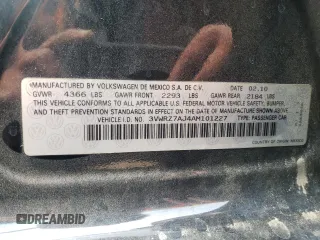 MANUFACTURED BY VOLKSWAGEN DE MEXICO S.A. DE C.V. DATE 02.10
GVWR 4366 LBS GAWR FRONT 2293 LBS GAWR REAR 2184 LBS
THIS VEHICLE CONFORMS TO ALL APPLICABLE U.S. FEDERAL MOTOR VEHICLE SAFETY, BUMPER,
AND THEFT PREVENTION STANDARDS IN EFFECT ON THE DATE OF MANUFACTURE SHOWN ABOVE.
VEHICLE I.D. NO: 3VWRZ7AJ4AM101227 TYPE: PASSENGER CAR
© DREAMBID